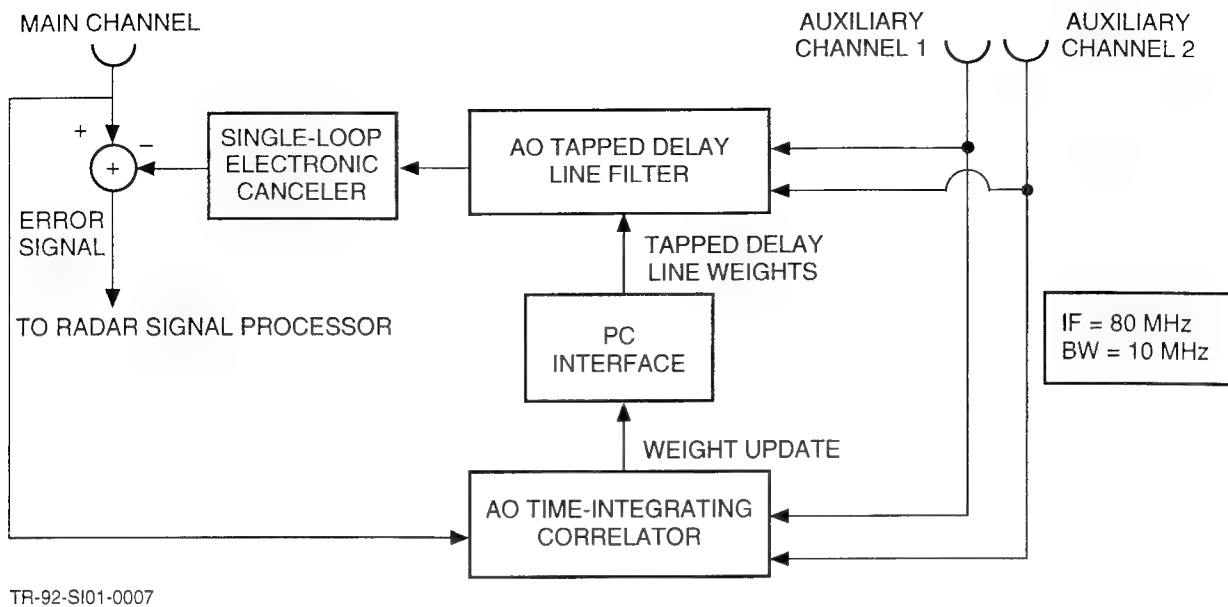 MAIN CHANNEL
AUXILIARY
CHANNEL 1
AUXILIARY
CHANNEL 2
+
−
+
SINGLE-LOOP
ELECTRONIC
CANCELER
AO TAPPED DELAY
LINE FILTER
ERROR
SIGNAL
TAPPED DELAY
LINE WEIGHTS
TO RADAR SIGNAL PROCESSOR
PC
INTERFACE
IF = 80 MHz
BW = 10 MHz
WEIGHT UPDATE
AO TIME-INTEGRATING
CORRELATOR
TR-92-SI01-0007